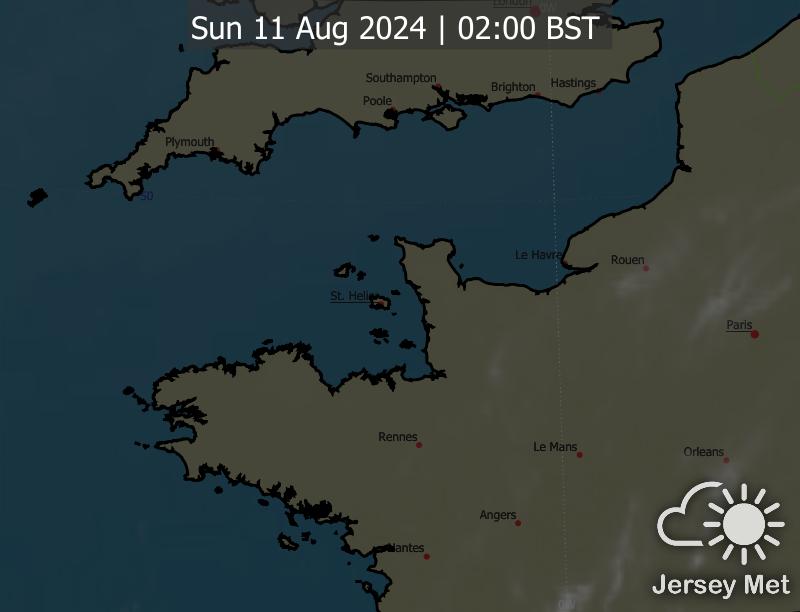 London
Sun 11 Aug 2024 | 02:00 BST
Southampton
Brighton
Hastings
Poole
Plymouth
50
Le Havre
Rouen
St. Helier
Paris
Rennes
Le Mans
Orleans
Angers
Nantes
Jersey Met